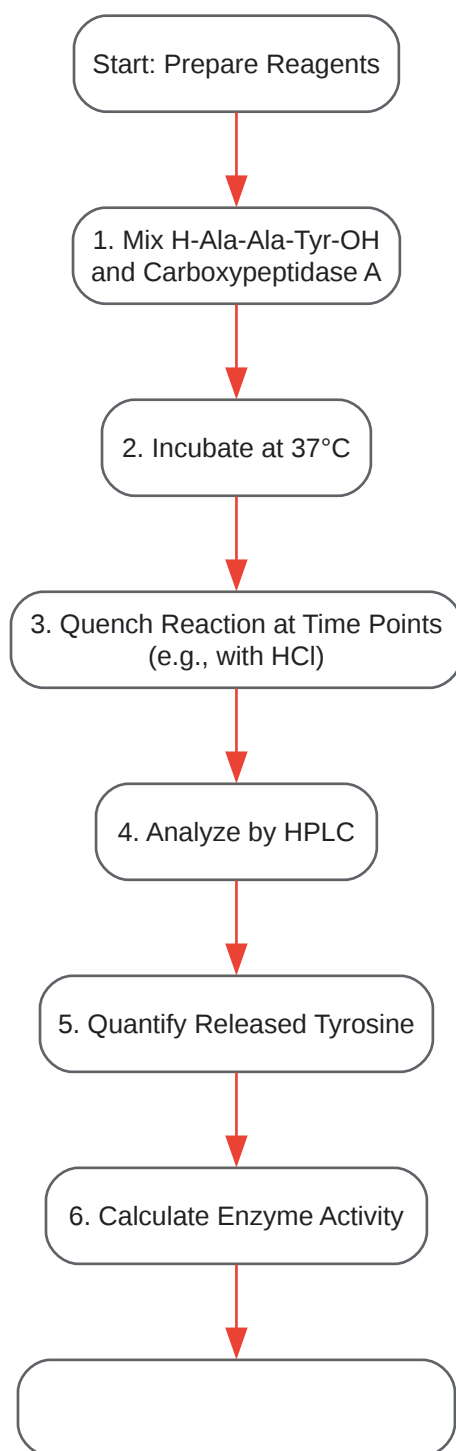 Start: Prepare Reagents
1. Mix H-Ala-Ala-Tyr-OH
and Carboxypeptidase A
2. Incubate at 37°C
3. Quench Reaction at Time Points
(e.g., with HCl)
4. Analyze by HPLC
5. Quantify Released Tyrosine
6. Calculate Enzyme Activity